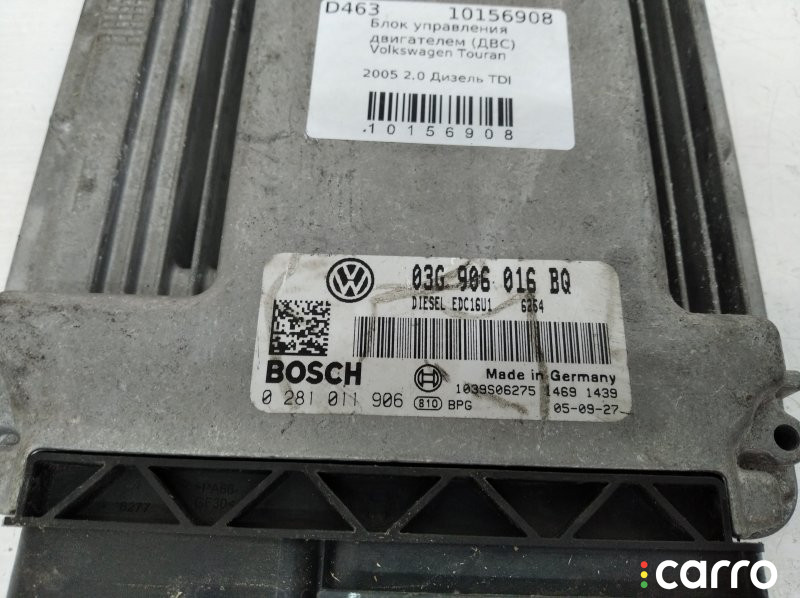 D463 10156908
Блок управления
двигателем (ДВС)
Volkswagen Touran
2005 2.0 Дизель TDI
10156908
VW 03G 906 016 BQ
DIESEL EDC16U1 6254
BOSCH Made in Germany
1039S06275 1469 1439
0 281 011 906 810 BPG 05-09-27
8277
carro